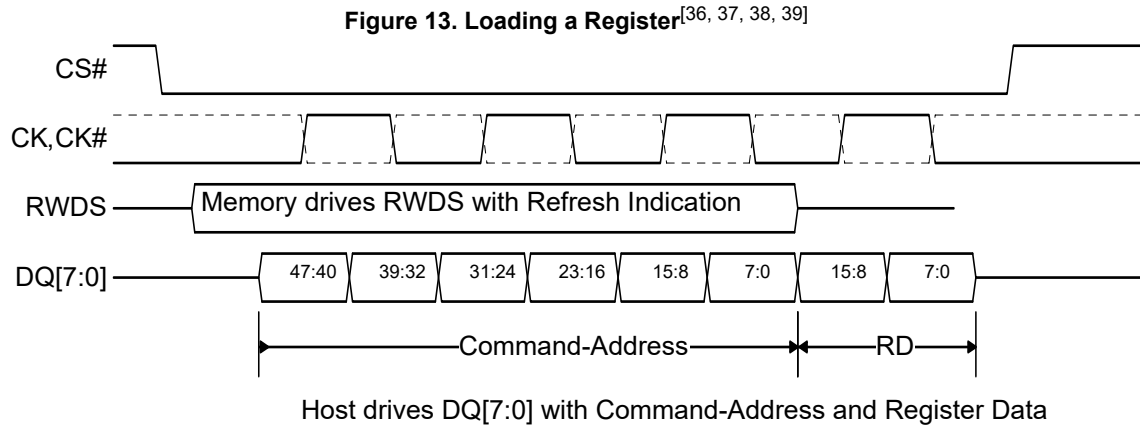 Figure 13. Loading a Register[36, 37, 38, 39]
CS#
CK,CK#
RWDS Memory drives RWDS with Refresh Indication
DQ[7:0] 47:40 39:32 31:24 23:16 15:8 7:0 15:8 7:0
Command-Address RD
Host drives DQ[7:0] with Command-Address and Register Data